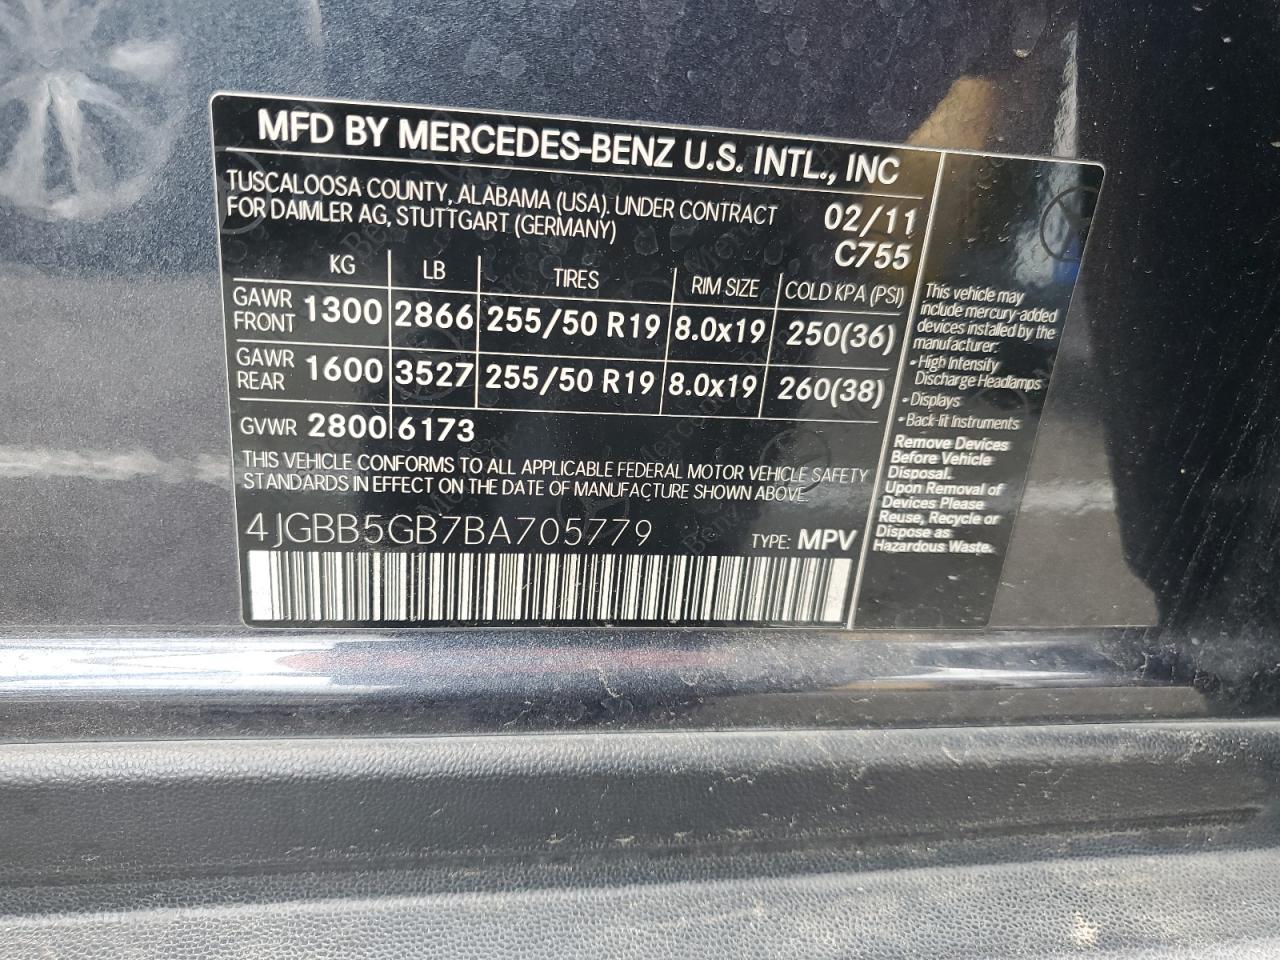 MFD BY MERCEDES-BENZ U.S. INTL., INC
TUSCALOOSA COUNTY, ALABAMA (USA). UNDER CONTRACT
FOR DAIMLER AG, STUTTGART (GERMANY)
02/11
C755
KG LB TIRES RIM SIZE COLD KPA (PSI)
GAWR
FRONT 1300 2866 255/50 R19 8.0x19 250(36)
GAWR
REAR 1600 3527 255/50 R19 8.0x19 260(38)
GVWR 2800 6173
THIS VEHICLE CONFORMS TO ALL APPLICABLE FEDERAL MOTOR VEHICLE SAFETY
STANDARDS IN EFFECT ON THE DATE OF MANUFACTURE SHOWN ABOVE.
4JGBB5GB7BA705779
TYPE: MPV
This vehicle may
include mercury-added
devices installed by the
manufacturer:
• High Intensity
Discharge Headlamps
• Displays
• Back-lit Instruments
Remove Devices
Before Vehicle
Disposal.
Upon Removal of
Devices Please
Reuse, Recycle or
Dispose as
Hazardous Waste.